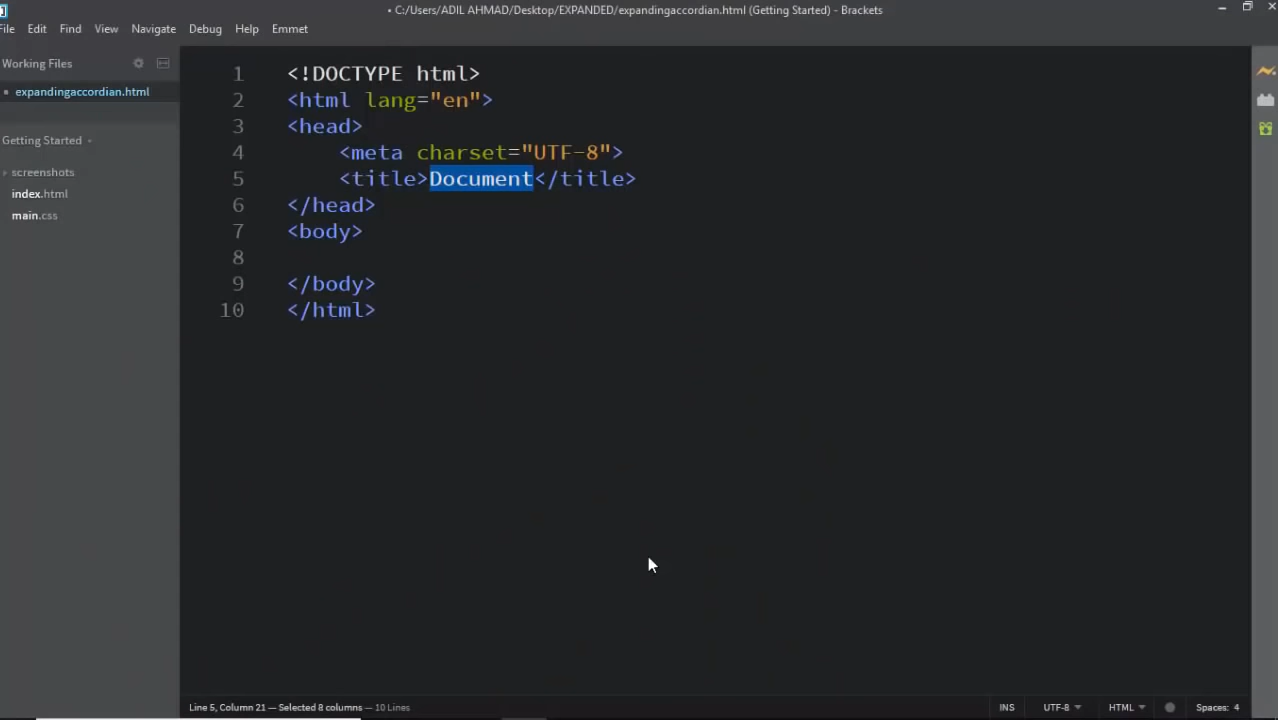 • C:/Users/ADIL AHMAD/Desktop/EXPANDED/expandingaccordian.html (Getting Started) - Brackets
File Edit Find View Navigate Debug Help Emmet
Working Files
expandingaccordian.html
Getting Started
screenshots
index.html
main.css
1 <!DOCTYPE html>
2 <html lang="en">
3 <head>
4 <meta charset="UTF-8">
5 <title>Document</title>
6 </head>
7 <body>
8
9 </body>
10 </html>
Line 5, Column 21 — Selected 8 columns — 10 Lines
INS UTF-8 HTML Spaces: 4